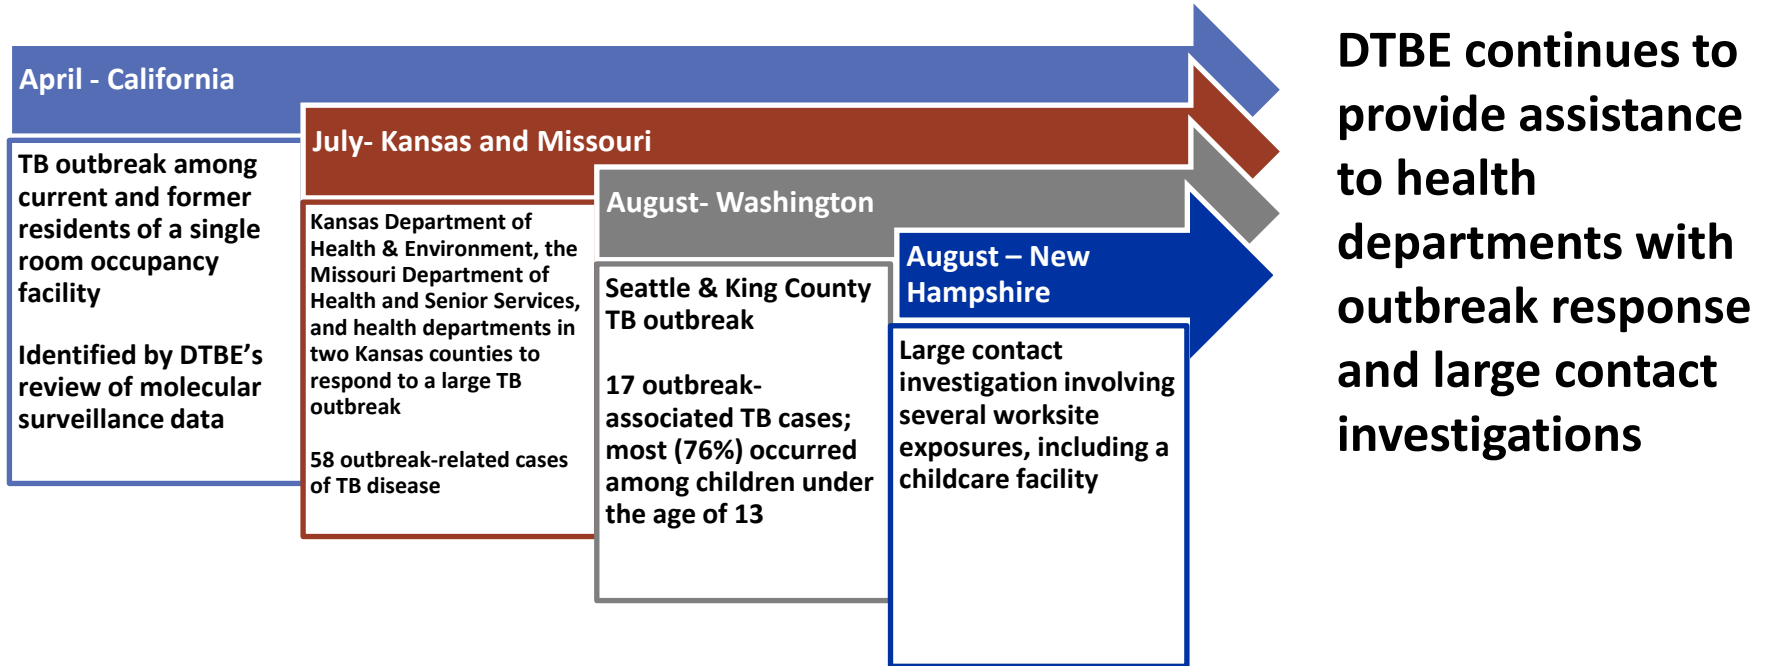 April - California
TB outbreak among
current and former
residents of a single
room occupancy
facility
Identified by DTBE’s
review of molecular
surveillance data
July- Kansas and Missouri
Kansas Department of
Health & Environment, the
Missouri Department of
Health and Senior Services,
and health departments in
two Kansas counties to
respond to a large TB
outbreak
58 outbreak-related cases
of TB disease
August- Washington
Seattle & King County
TB outbreak
17 outbreak-
associated TB cases;
most (76%) occurred
among children under
the age of 13
August – New
Hampshire
Large contact
investigation involving
several worksite
exposures, including a
childcare facility
DTBE continues to
provide assistance
to health
departments with
outbreak response
and large contact
investigations